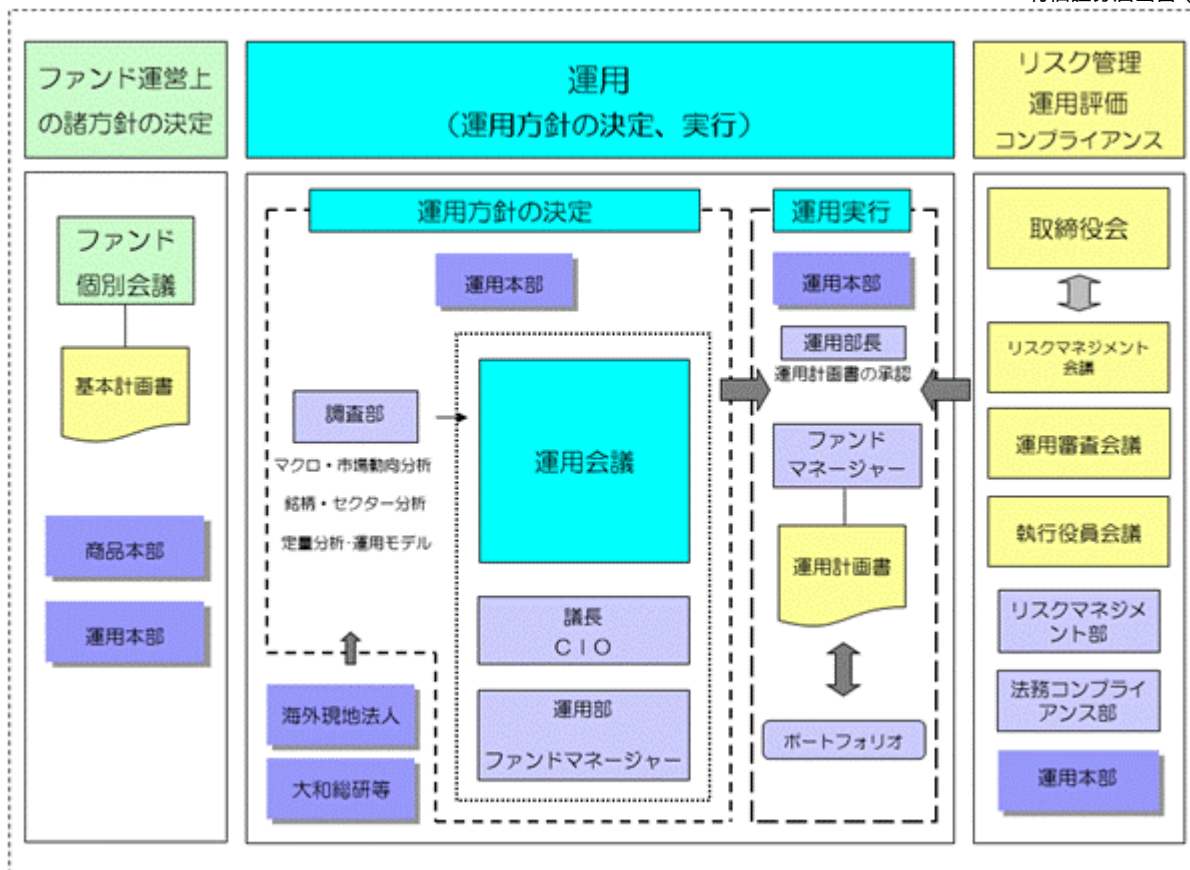 ファンド運営上
の諸方針の決定
運用
（運用方針の決定、実行）
リスク管理
運用評価
コンプライアンス
ファンド
個別会議
基本計画書
商品本部
運用本部
運用方針の決定
運用本部
調査部
マクロ・市場動向分析
銘柄・セクター分析
定量分析・運用モデル
海外現地法人
大和総研等
運用会議
議長
ＣＩＯ
運用部
ファンドマネージャー
運用実行
運用本部
運用部長
運用計画書の承認
ファンド
マネージャー
運用計画書
ポートフォリオ
取締役会
リスクマネジメント
会議
運用審査会議
執行役員会議
リスクマネジメ
ント部
法務コンプライ
アンス部
運用本部